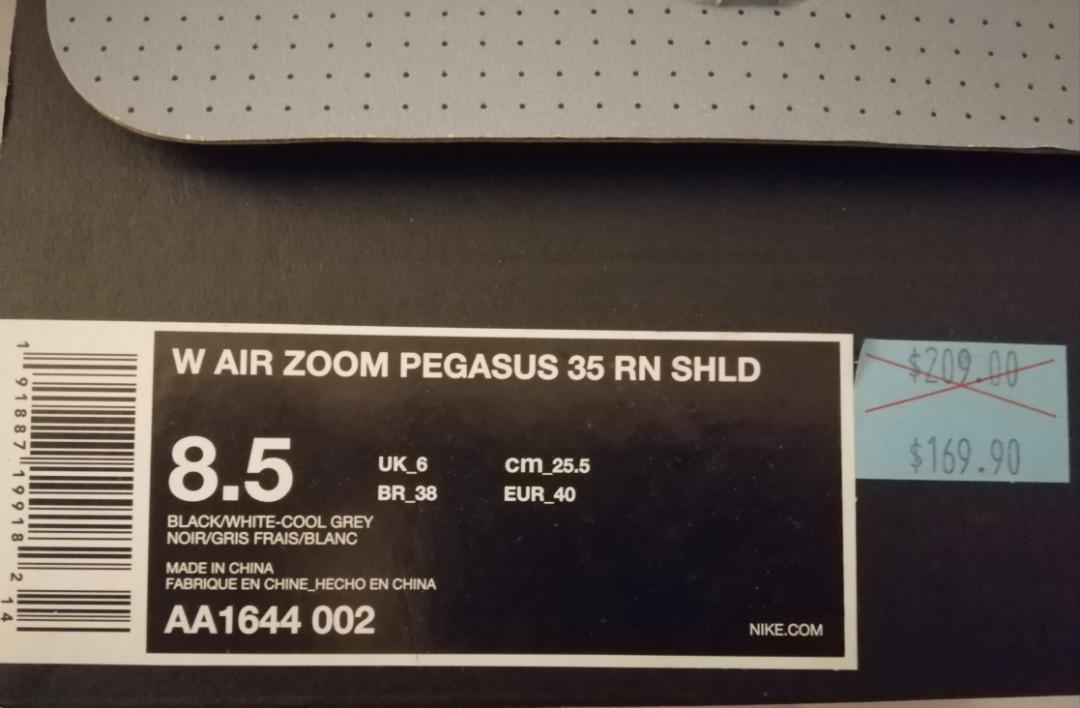 W AIR ZOOM PEGASUS 35 RN SHLD
8.5
UK_6
cm_25.5
BR_38
EUR_40
BLACK/WHITE-COOL GREY
NOIR/GRIS FRAIS/BLANC
MADE IN CHINA
FABRIQUE EN CHINE_HECHO EN CHINA
AA1644 002
NIKE.COM
1 91887 19918 2 14
$209.00
$169.90